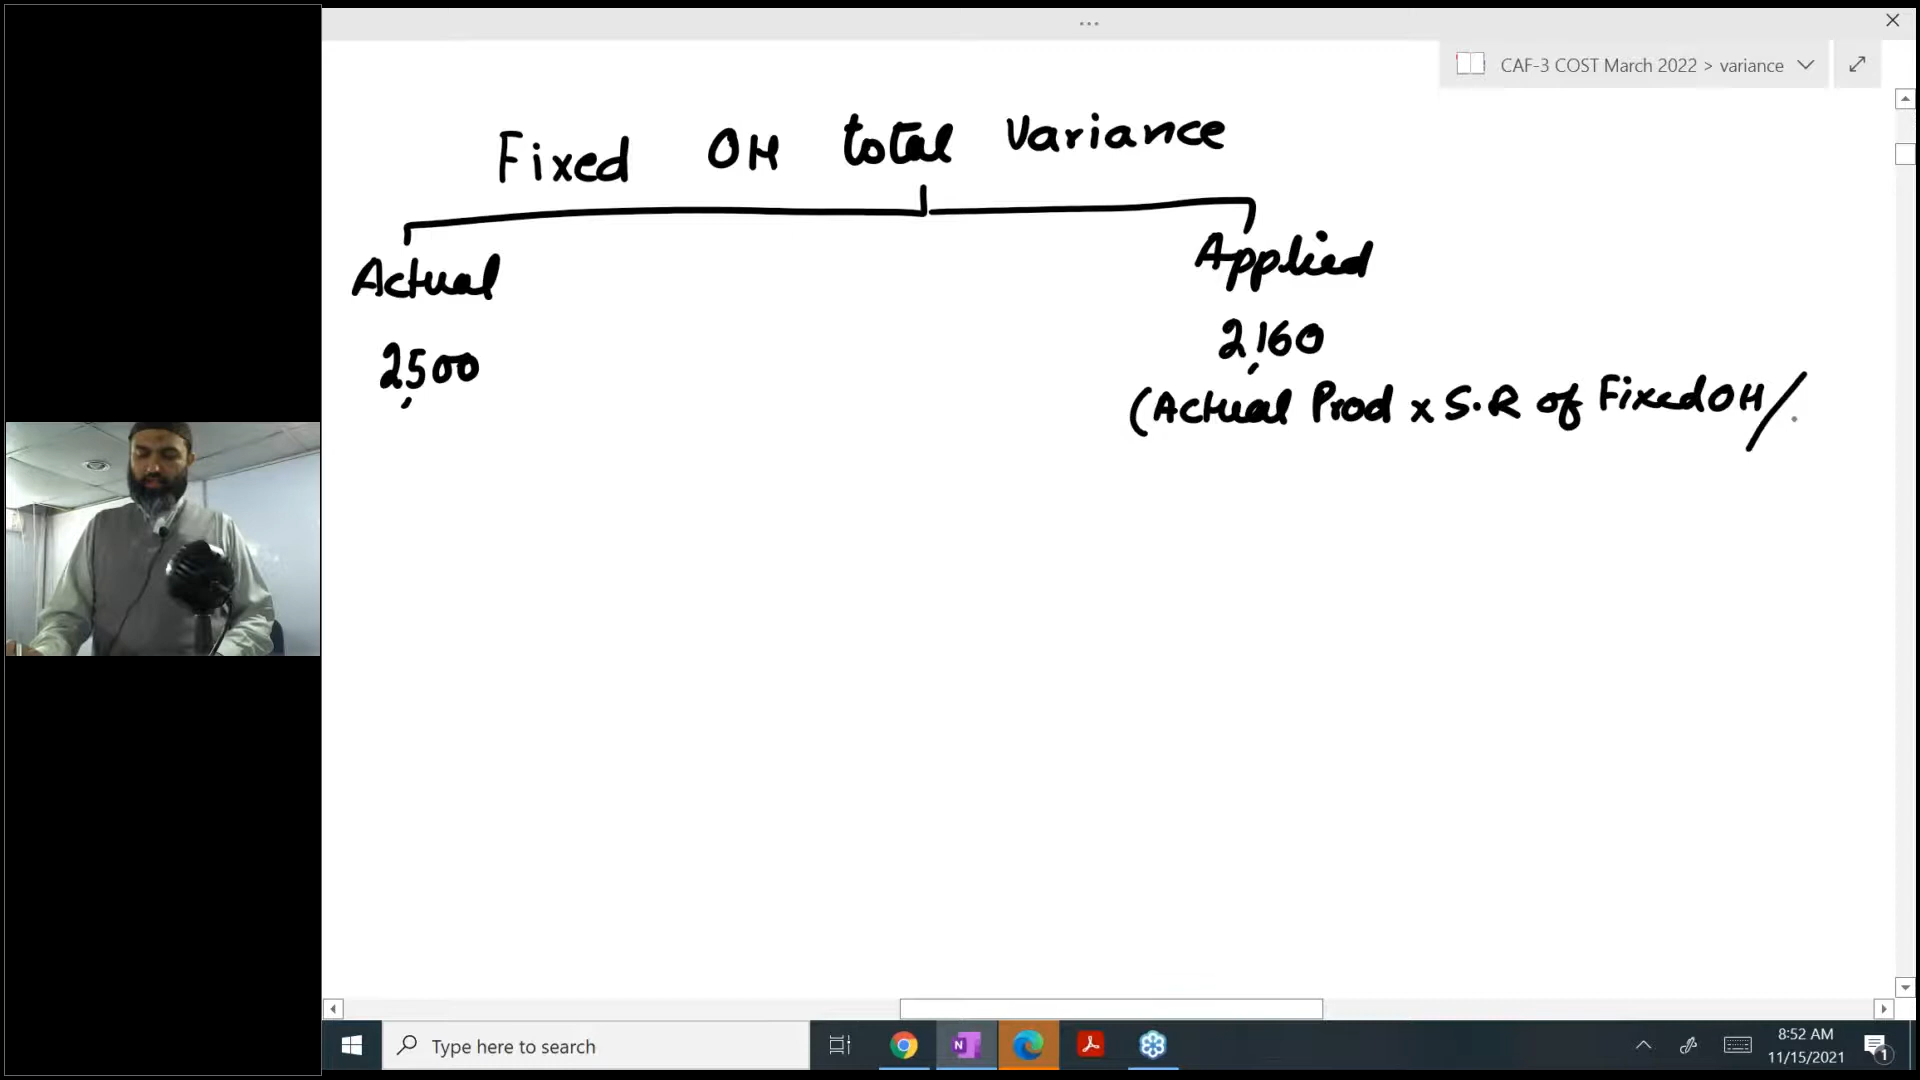 CAF-3 COST March 2022 > variance
Fixed OH total Variance
Actual
Applied
2,500
2,160
(Actual Prod x S.R of Fixed OH/
Type here to search
8:52 AM
11/15/2021
1